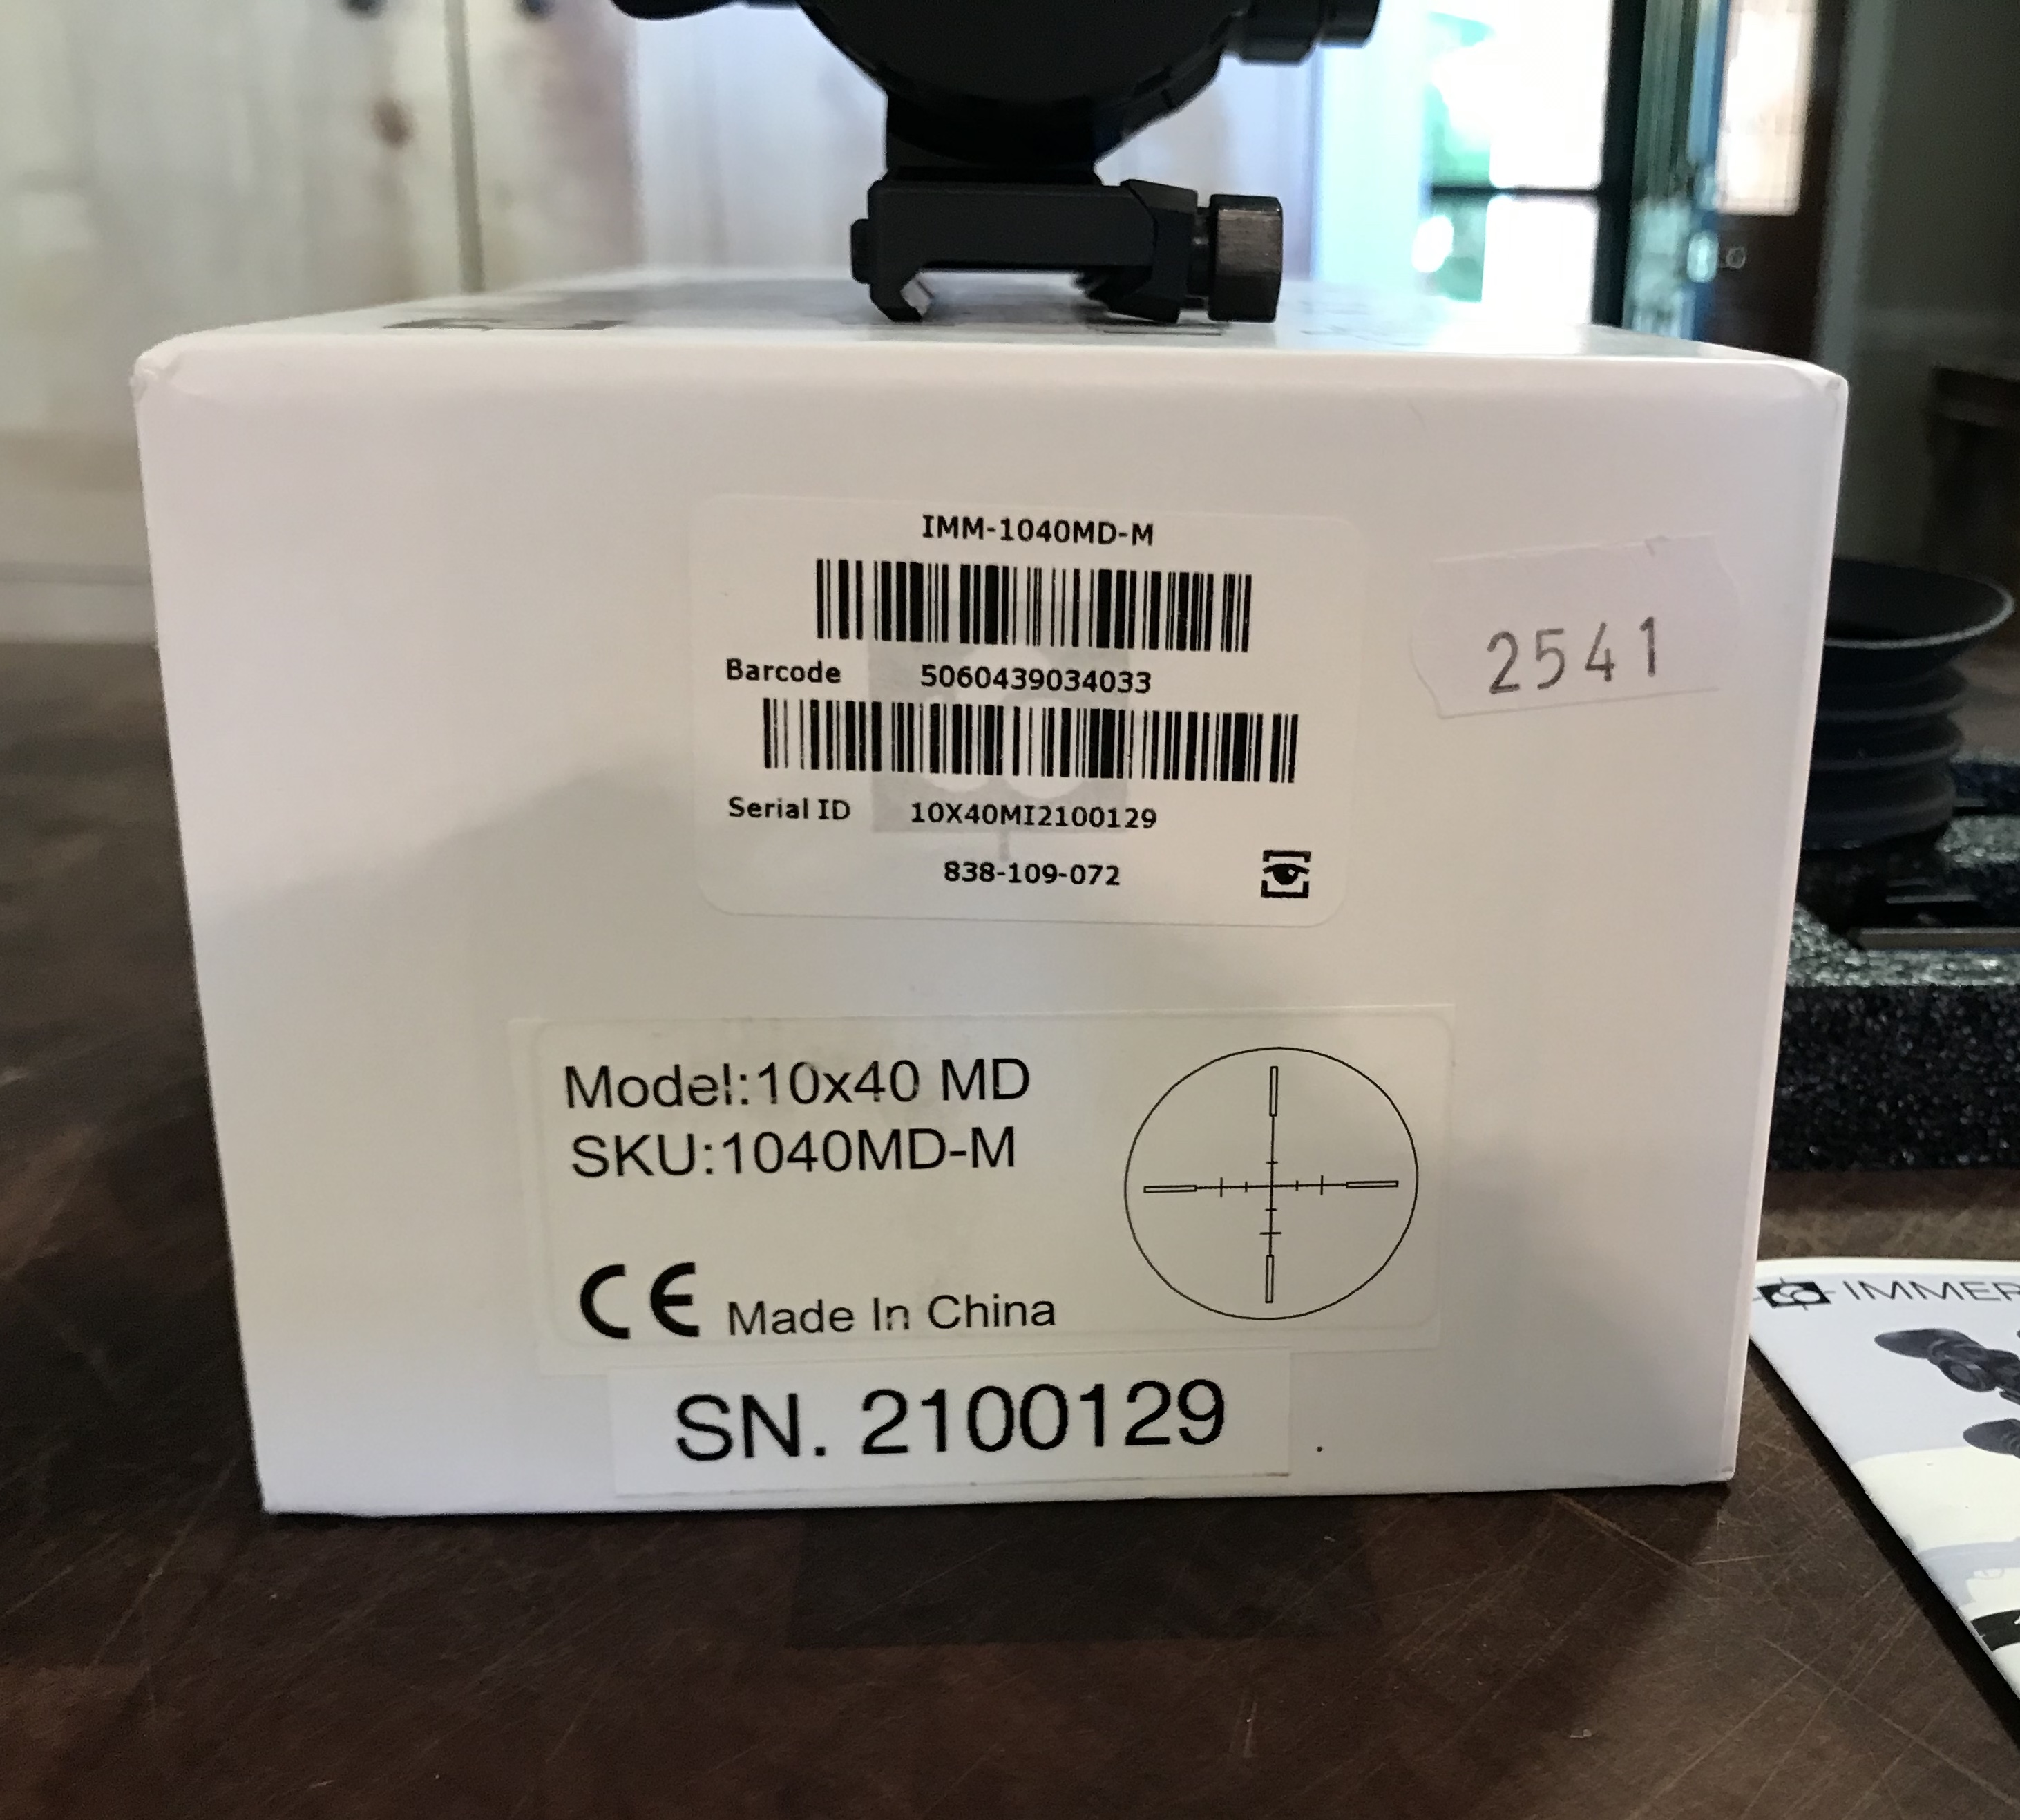 IMM-1040MD-M
Barcode 5060439034033
Serial ID 10X40MI2100129
838-109-072
2541
Model:10x40 MD
SKU:1040MD-M
CE Made In China
SN. 2100129
IMMER